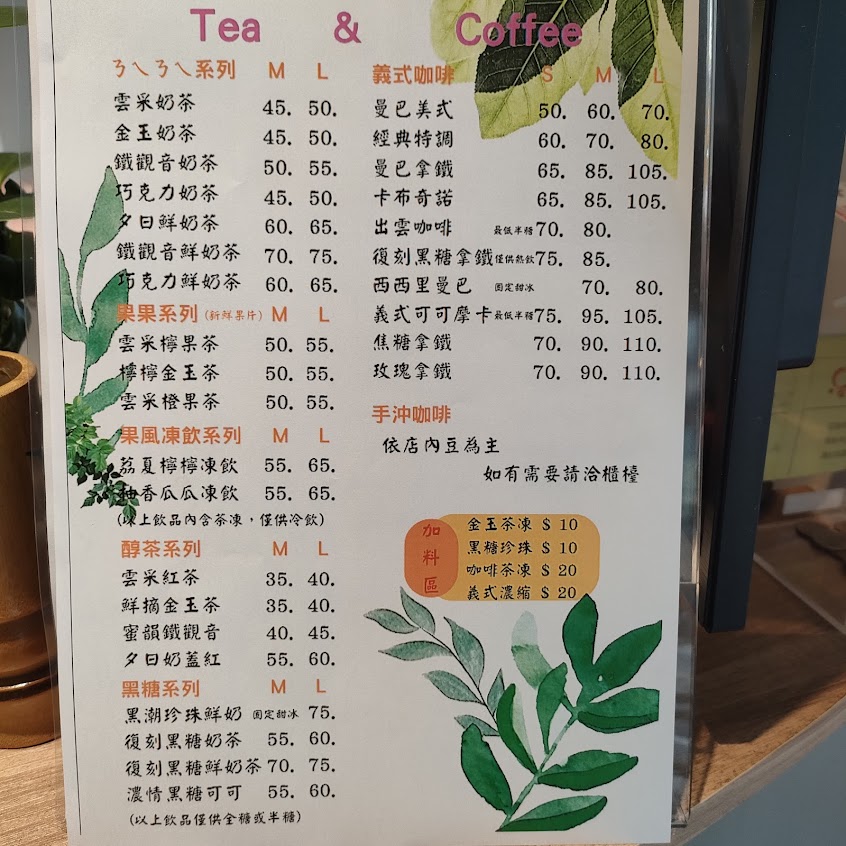 Tea & Coffee
ㄋㄟㄋㄟ系列 M L
雲采奶茶 45. 50.
金玉奶茶 45. 50.
鐵觀音奶茶 50. 55.
巧克力奶茶 45. 50.
夕日鮮奶茶 60. 65.
鐵觀音鮮奶茶 70. 75.
巧克力鮮奶茶 60. 65.
果果系列 (新鮮果片) M L
雲采檸果茶 50. 55.
檸檸金玉茶 50. 55.
雲采橙果茶 50. 55.
果風凍飲系列 M L
荔夏檸檸凍飲 55. 65.
柚香瓜瓜凍飲 55. 65.
(以上飲品內含茶凍，僅供冷飲)
醇茶系列 M L
雲采紅茶 35. 40.
鮮摘金玉茶 35. 40.
蜜韻鐵觀音 40. 45.
夕日奶蓋紅 55. 60.
黑糖系列 M L
黑潮珍珠鮮奶 固定甜冰 75.
復刻黑糖奶茶 55. 60.
復刻黑糖鮮奶茶 70. 75.
濃情黑糖可可 55. 60.
(以上飲品僅供全糖或半糖)
義式咖啡 S M L
曼巴美式 50. 60. 70.
經典特調 60. 70. 80.
曼巴拿鐵 65. 85. 105.
卡布奇諾 65. 85. 105.
出雲咖啡 最低半糖 70. 80.
復刻黑糖拿鐵 僅供熱飲 75. 85.
西西里曼巴 固定甜冰 70. 80.
義式可可摩卡 最低半糖 75. 95. 105.
焦糖拿鐵 70. 90. 110.
玫瑰拿鐵 70. 90. 110.
手沖咖啡
依店內豆為主
如有需要請洽櫃檯
加料區
金玉茶凍 $ 10
黑糖珍珠 $ 10
咖啡茶凍 $ 20
義式濃縮 $ 20